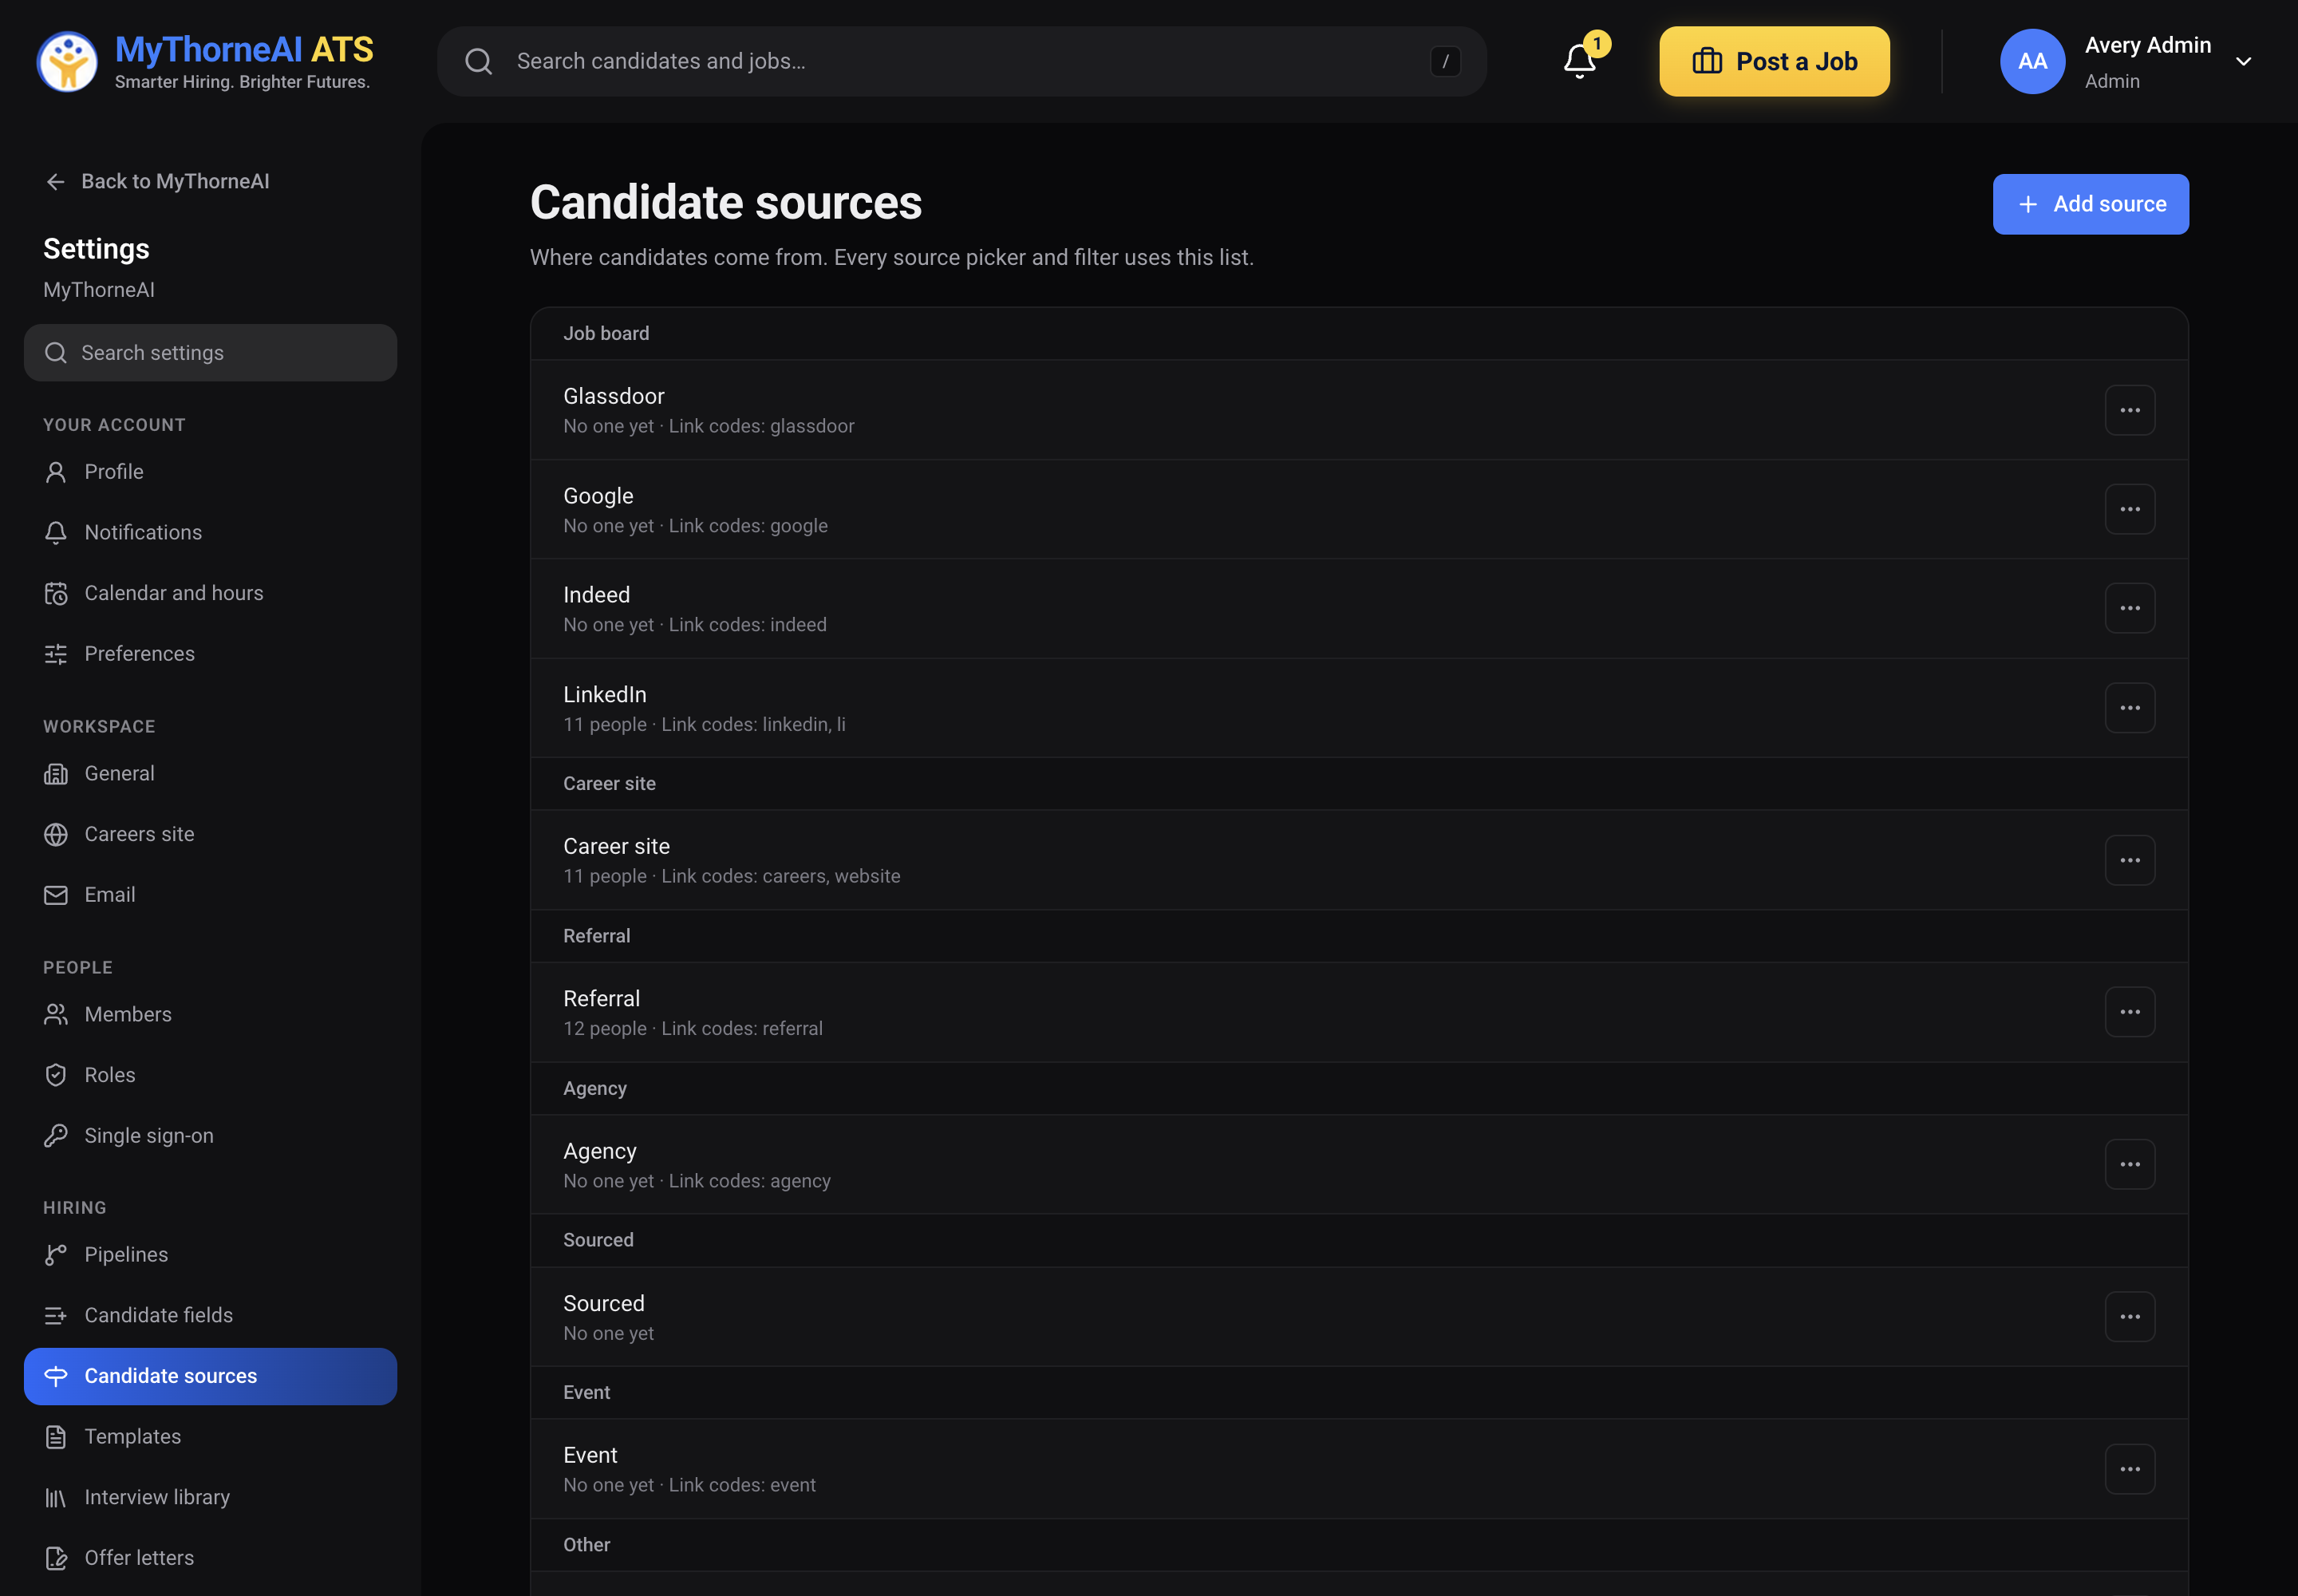 MyThorneAI ATS
Smarter Hiring. Brighter Futures.
Search candidates and jobs...
/
1
Post a Job
AA
Avery Admin
Admin
Back to MyThorneAI
Settings
MyThorneAI
Search settings
YOUR ACCOUNT
Profile
Notifications
Calendar and hours
Preferences
WORKSPACE
General
Careers site
Email
PEOPLE
Members
Roles
Single sign-on
HIRING
Pipelines
Candidate fields
Candidate sources
Templates
Interview library
Offer letters
Candidate sources
Add source
Where candidates come from. Every source picker and filter uses this list.
Job board
Glassdoor
No one yet · Link codes: glassdoor
Google
No one yet · Link codes: google
Indeed
No one yet · Link codes: indeed
LinkedIn
11 people · Link codes: linkedin, li
Career site
Career site
11 people · Link codes: careers, website
Referral
Referral
12 people · Link codes: referral
Agency
Agency
No one yet · Link codes: agency
Sourced
Sourced
No one yet
Event
Event
No one yet · Link codes: event
Other